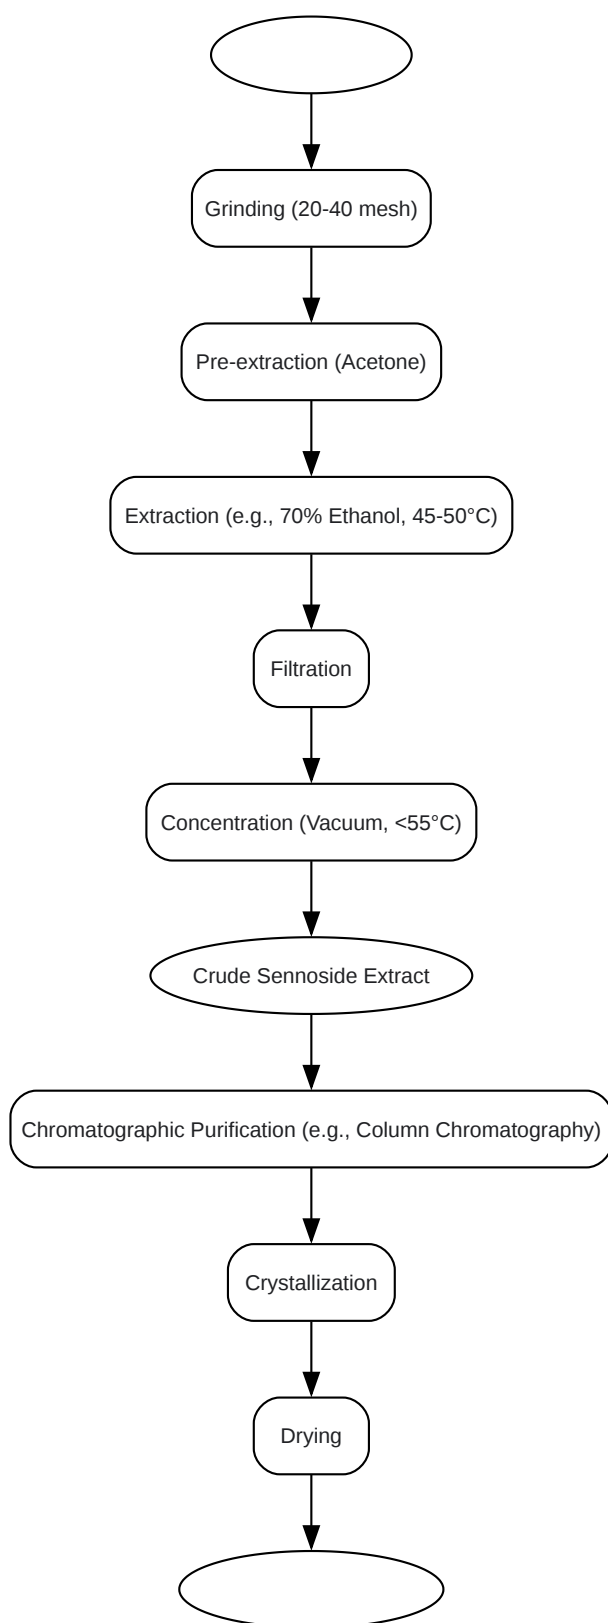 Grinding (20-40 mesh)
Pre-extraction (Acetone)
Extraction (e.g., 70% Ethanol, 45-50°C)
Filtration
Concentration (Vacuum, <55°C)
Crude Sennoside Extract
Chromatographic Purification (e.g., Column Chromatography)
Crystallization
Drying